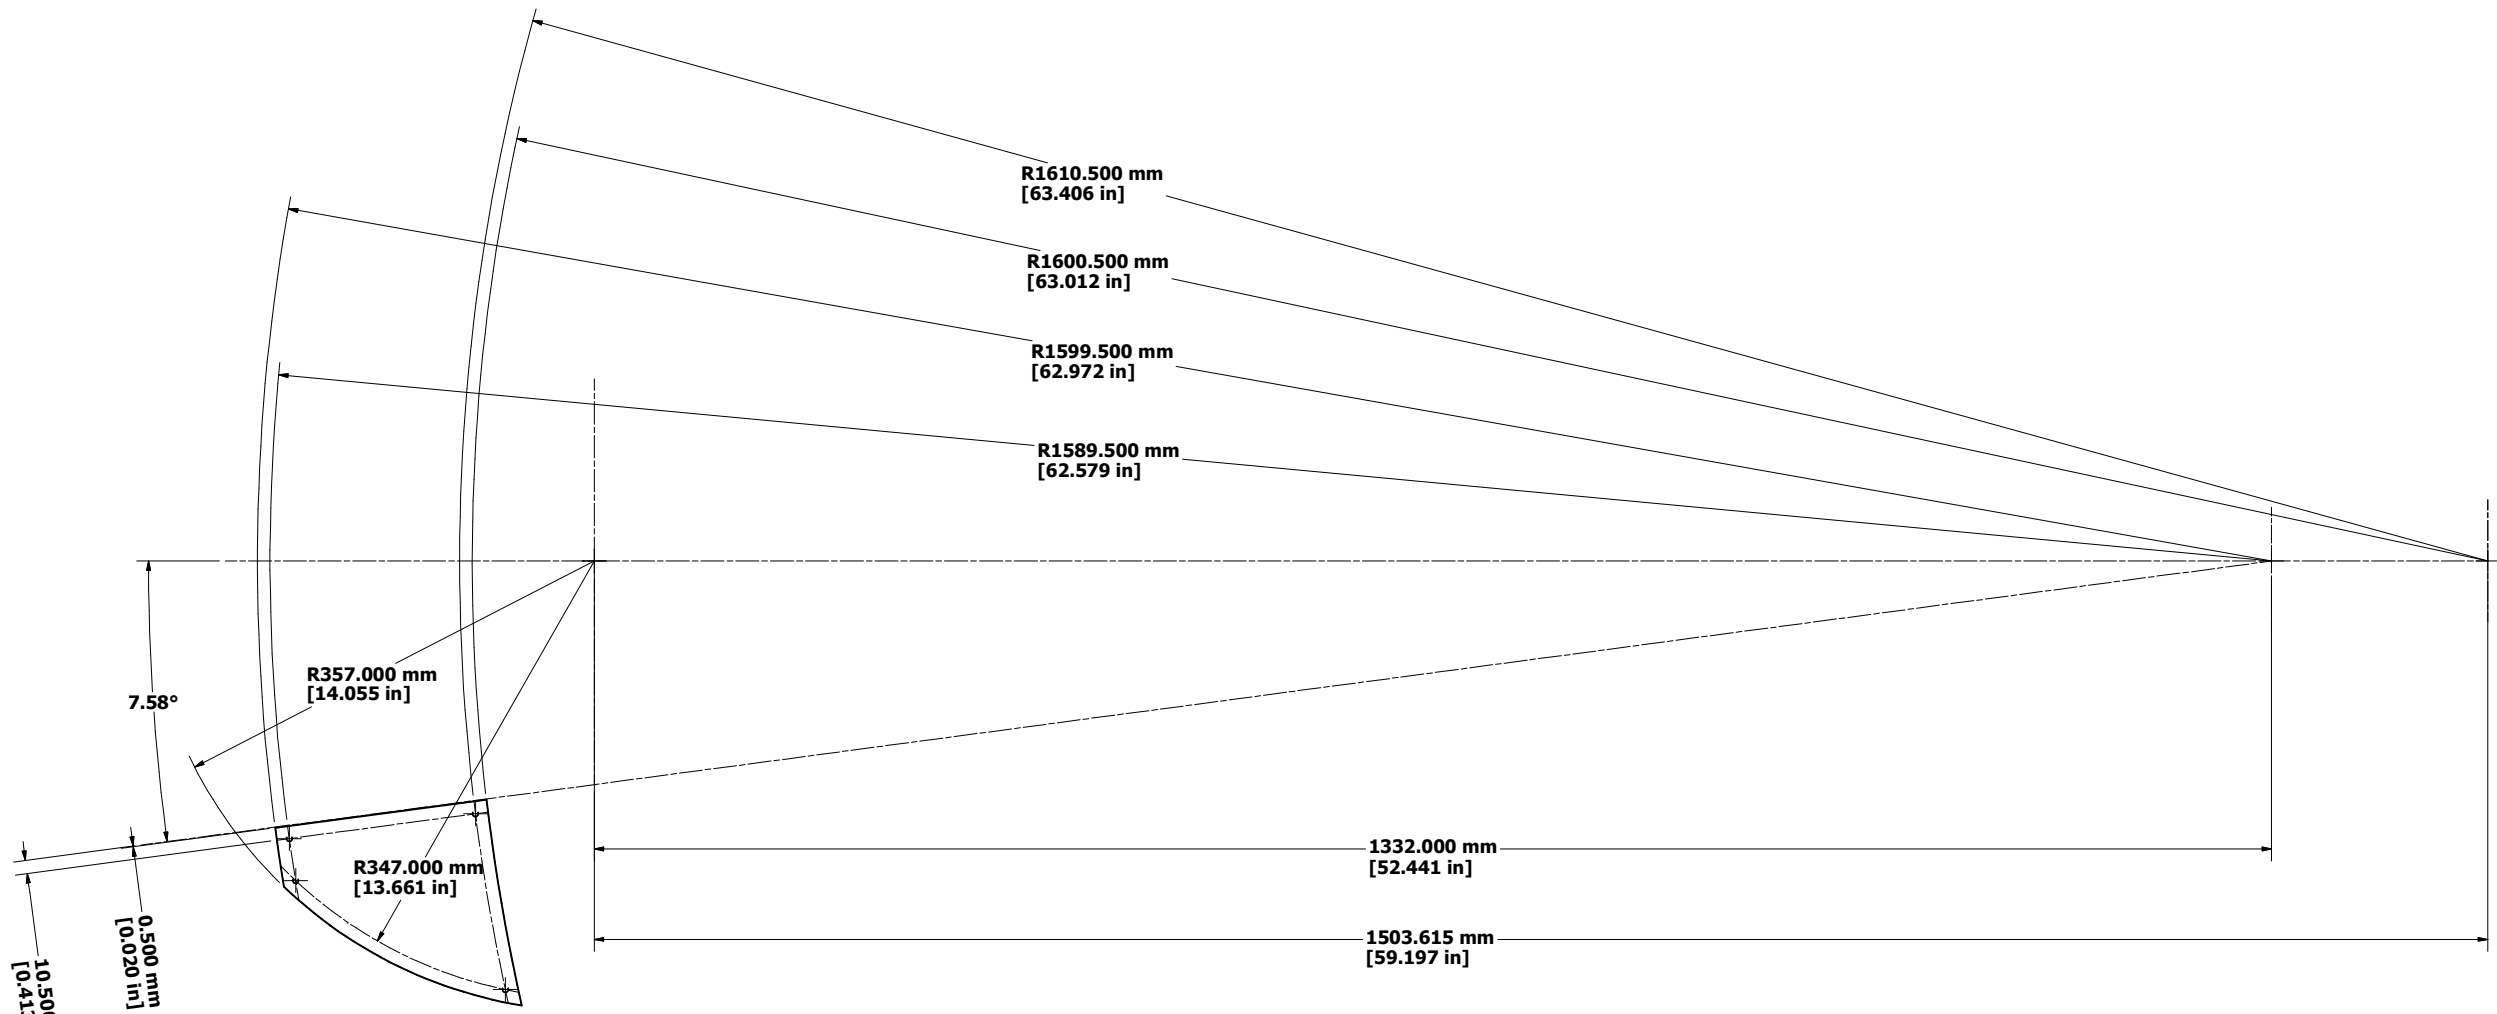 R1610.500 mm
[63.406 in]
R1600.500 mm
[63.012 in]
R1599.500 mm
[62.972 in]
R1589.500 mm
[62.579 in]
R357.000 mm
[14.055 in]
7.58°
R347.000 mm
[13.661 in]
1332.000 mm
[52.441 in]
1503.615 mm
[59.197 in]
0.500 mm
[0.020 in]